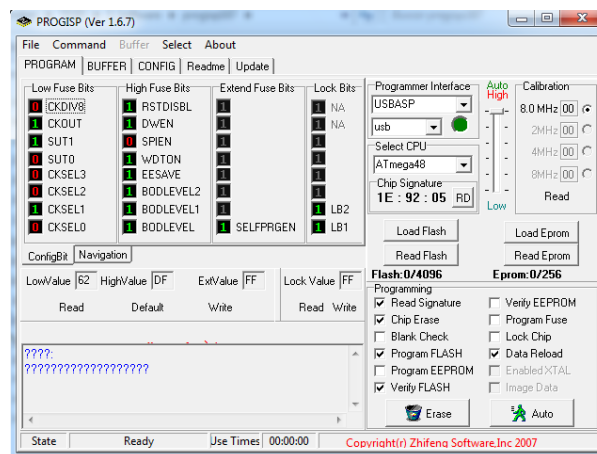 PROGISP (Ver 1.6.7)
File Command Buffer Select About
PROGRAM BUFFER CONFIG Readme Update
Low Fuse Bits High Fuse Bits Extend Fuse Bits Lock Bits
0 CKDIV8 1 RSTDISBL 1 1 NA
1 CKOUT 1 DWEN 1 1 NA
1 SUT1 0 SPIEN 1 1
0 SUT0 1 WDTON 1 1
0 CKSEL3 1 EESAVE 1 1
0 CKSEL2 1 BODLEVEL2 1 1
1 CKSEL1 1 BODLEVEL1 1 1 LB2
0 CKSEL0 1 BODLEVEL 1 SELFPRGEN 1 LB1
ConfigBit Navigation
LowValue 62 HighValue DF ExtValue FF Lock Value FF
Read Default Write Read Write
????:
???????????????????
Programmer Interface
USBASP
usb
Select CPU
ATmega48
Chip Signature
1E : 92 : 05 RD
Auto
High
Low
Calibration
8.0 MHz 00
2MHz 00
4MHz 00
8MHz 00
Read
Load Flash Load Eprom
Read Flash Read Eprom
Flash:0/4096 Eprom:0/256
Programming
Read Signature Verify EEPROM
Chip Erase Program Fuse
Blank Check Lock Chip
Program FLASH Data Reload
Program EEPROM Enabled XTAL
Verify FLASH Image Data
Erase Auto
State Ready Use Times 00:00:00 Copyright(r) Zhifeng Software,Inc 2007